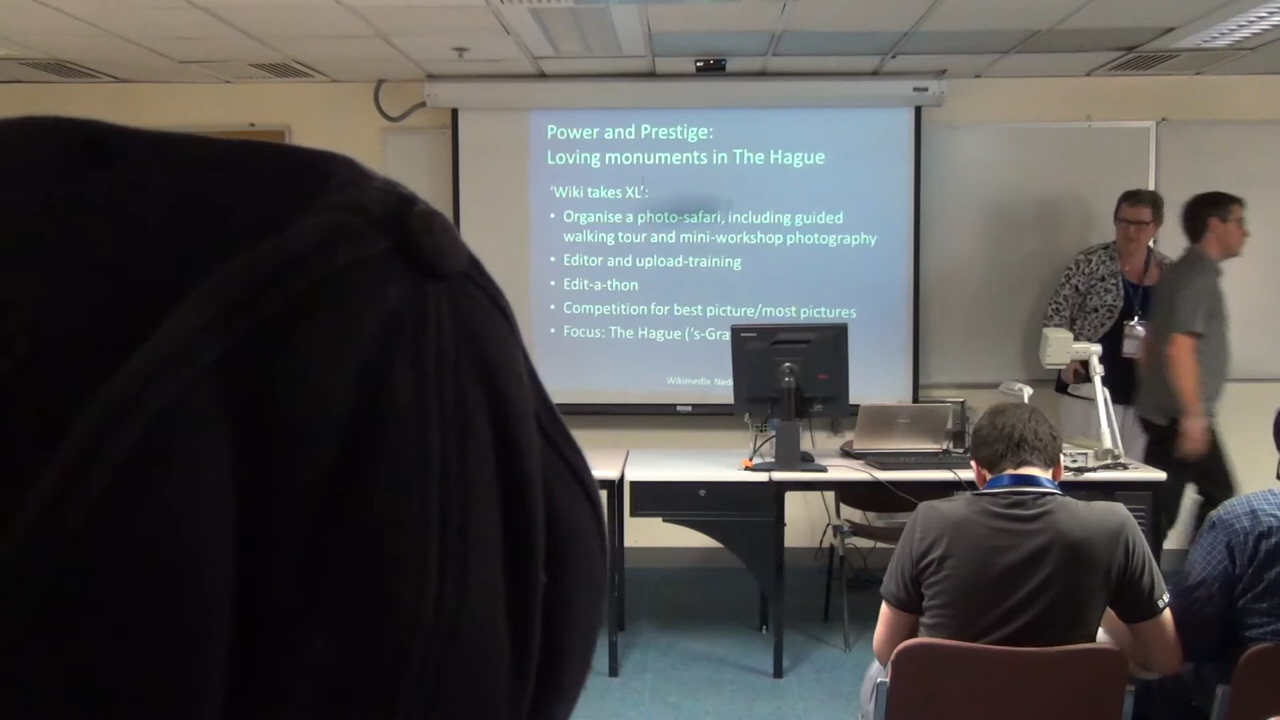 Power and Prestige:
Loving monuments in The Hague
'Wiki takes XL':
• Organise a photo-safari, including guided
walking tour and mini-workshop photography
• Editor and upload-training
• Edit-a-thon
• Competition for best picture/most pictures
• Focus: The Hague ('s-Gra
Wikimedia Ned